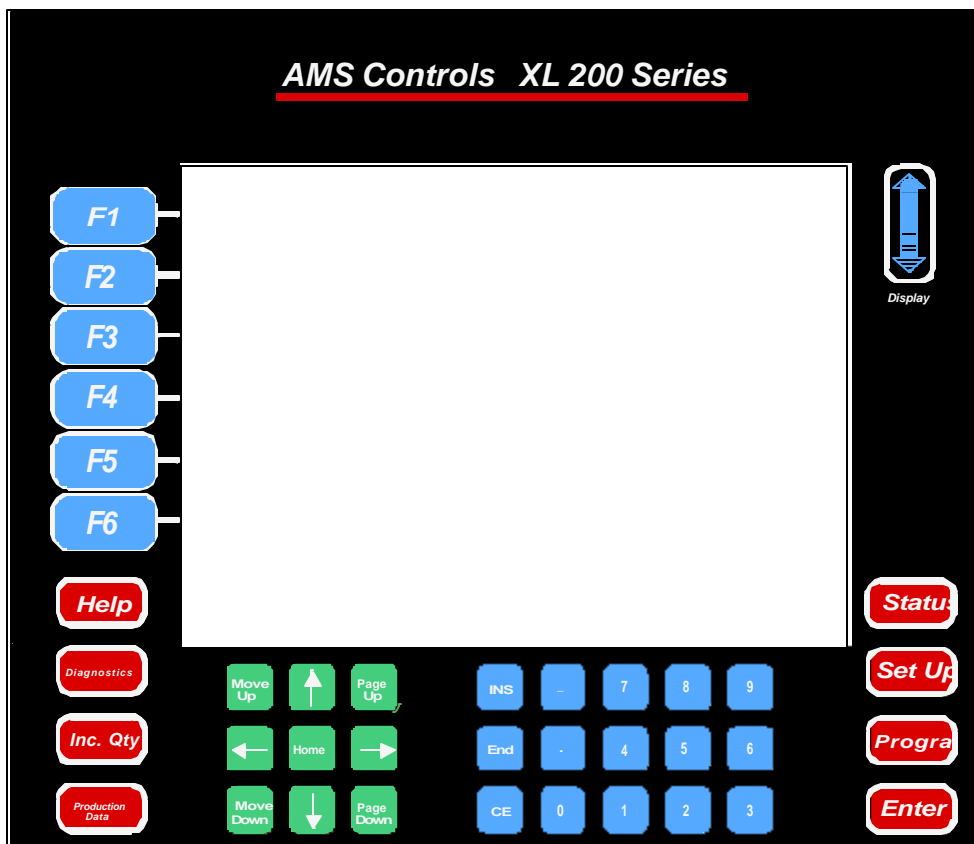 AMS Controls XL 200 Series
F1
F2
F3
F4
F5
F6
Display
Help
Diagnostics
Inc. Qty
Production
Data
Move
Up
Page
Up
Home
Move
Down
Page
Down
INS
_
7
8
9
End
.
4
5
6
CE
0
1
2
3
Status
Set Up
Progra
Enter